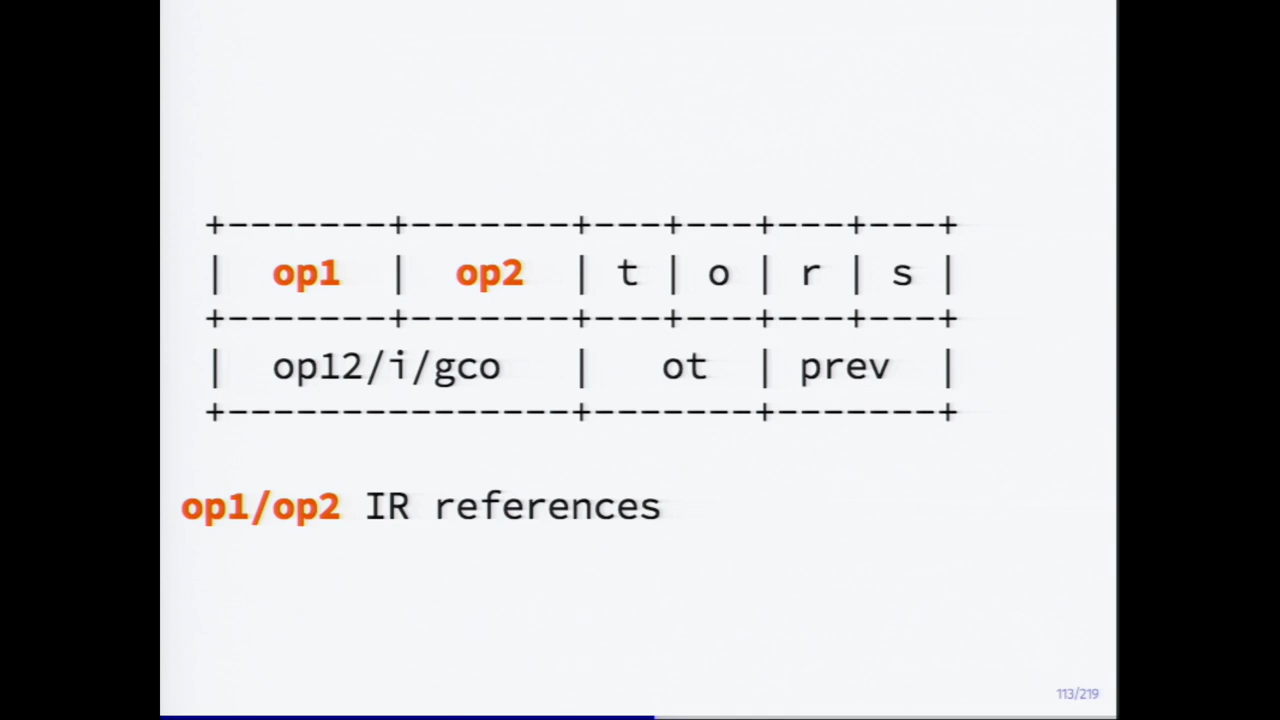 +-------+-------+---+---+---+---+
|  op1  |  op2  | t | o | r | s |
+-------+-------+---+---+---+---+
|  op12/i/gco   |   ot  | prev  |
+---------------+-------+-------+
op1/op2 IR references
113/219